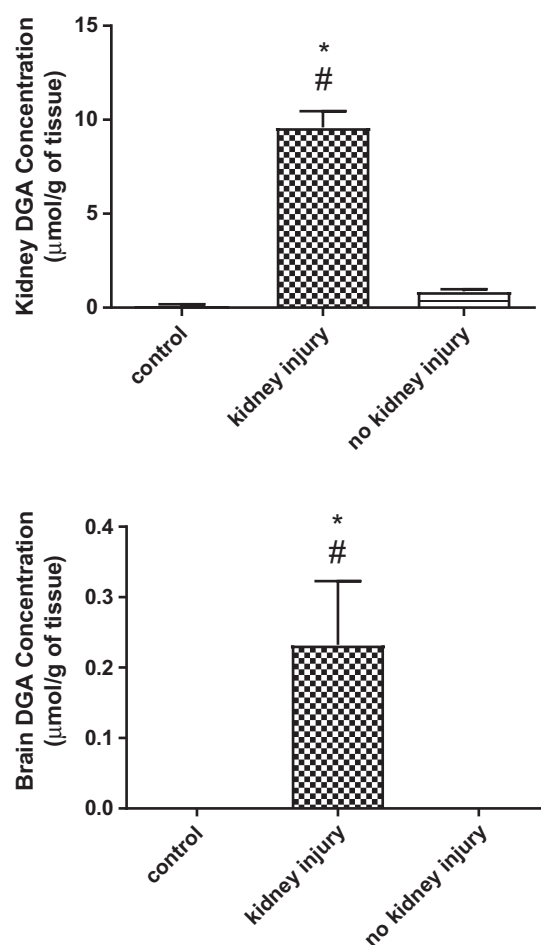 Kidney DGA Concentration
(μmol/g of tissue)
15
10
5
0
*
#
control
kidney injury
no kidney injury
Brain DGA Concentration
(μmol/g of tissue)
0.4
0.3
0.2
0.1
0.0
*
#
control
kidney injury
no kidney injury